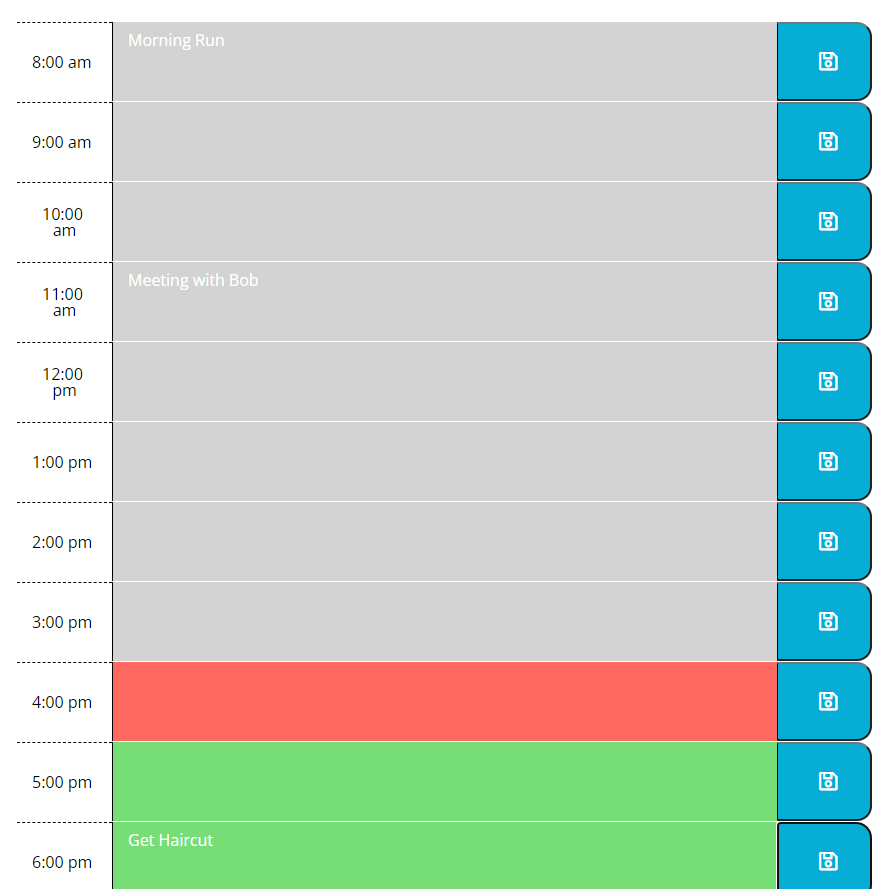 8:00 am
Morning Run
9:00 am
10:00
am
11:00
am
Meeting with Bob
12:00
pm
1:00 pm
2:00 pm
3:00 pm
4:00 pm
5:00 pm
6:00 pm
Get Haircut